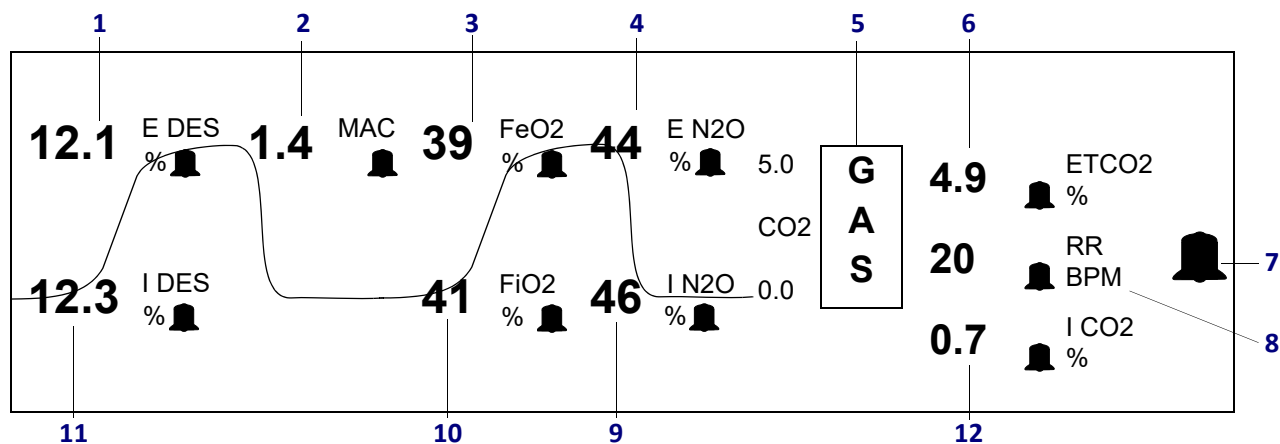 1 2 3 4 5 6
12.1 E DES % 1.4 MAC 39 FeO2 % 44 E N2O %
5.0
CO2
0.0
G
A
S
4.9 ETCO2 %
20 RR BPM
7
8
12.3 I DES % 41 FiO2 % 46 I N2O %
0.7 I CO2 %
11 10 9 12